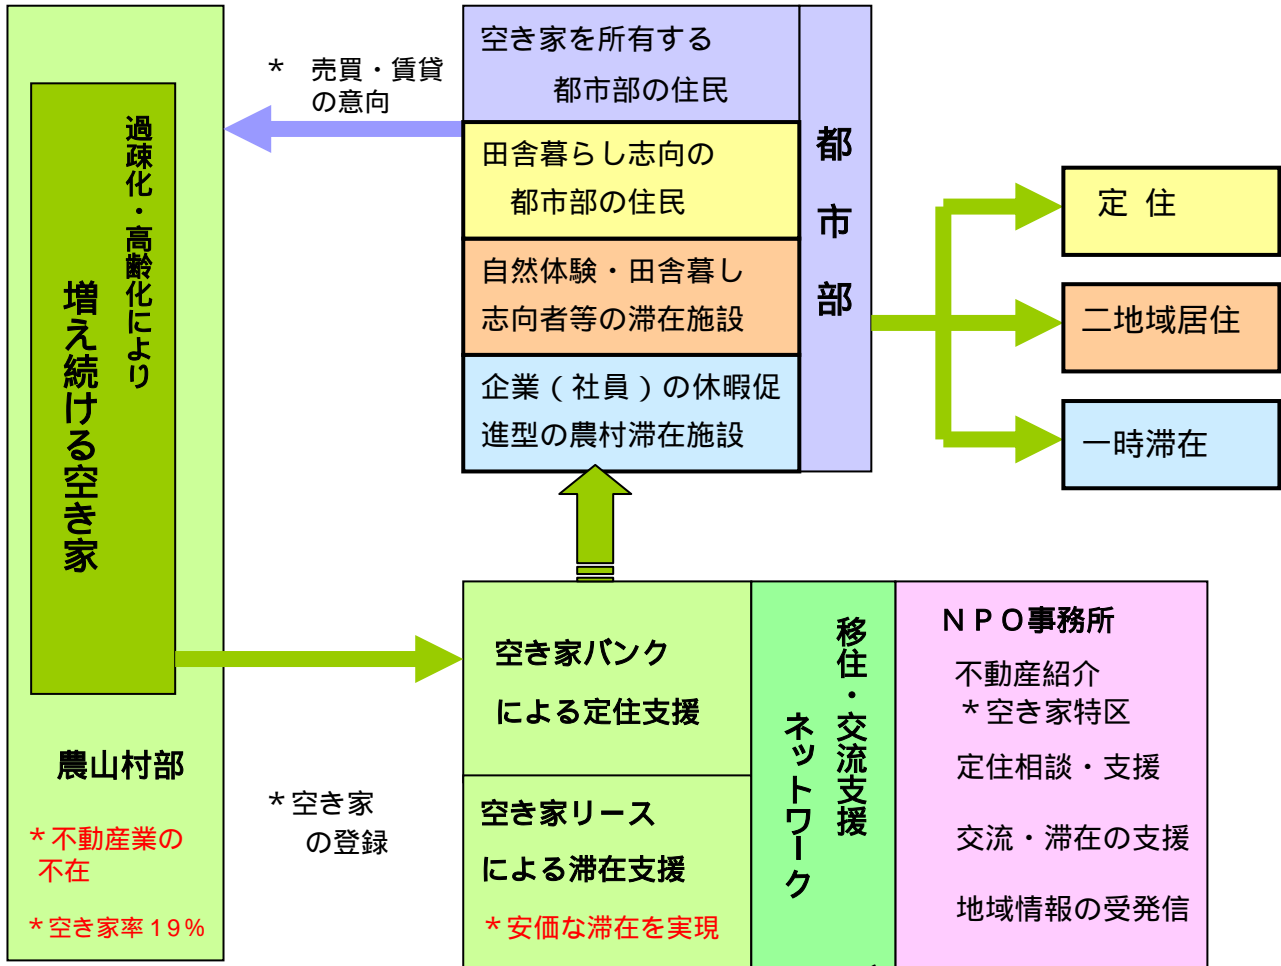 過疎化・高齢化により
増え続ける空き家
農山村部
*不動産業の
不在
*空き家率19%
* 売買・賃貸
の意向
*空き家
の登録
空き家を所有する
都市部の住民
田舎暮らし志向の
都市部の住民
自然体験・田舎暮し
志向者等の滞在施設
企業(社員)の休暇促
進型の農村滞在施設
都市部
定 住
二地域居住
一時滞在
空き家バンク
による定住支援
空き家リース
による滞在支援
*安価な滞在を実現
移住・交流支援
ネットワーク
NPO事務所
不動産紹介
*空き家特区
定住相談・支援
交流・滞在の支援
地域情報の受発信